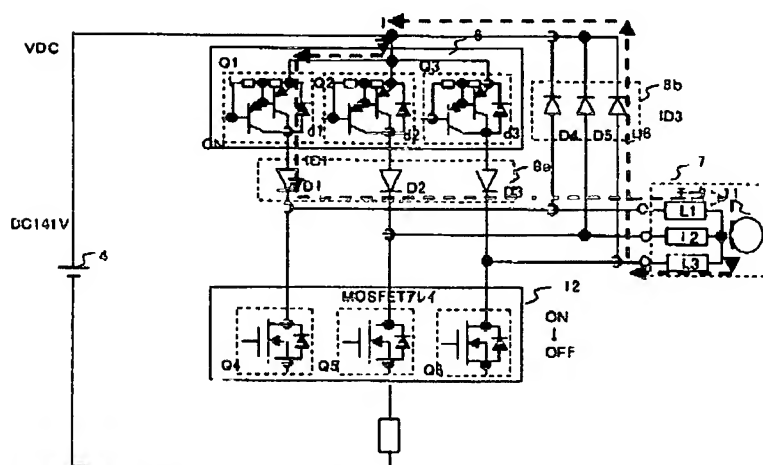 VDC
6
Q1
Q2
Q3
8b
d1
d2
d3
ON
D4
D5
D6
ID3
ID1
8a
D1
D2
D3
7
L1
L2
L3
DC141V
4
MOSFETアレイ
12
ON
↓
OFF
Q4
Q5
Q6